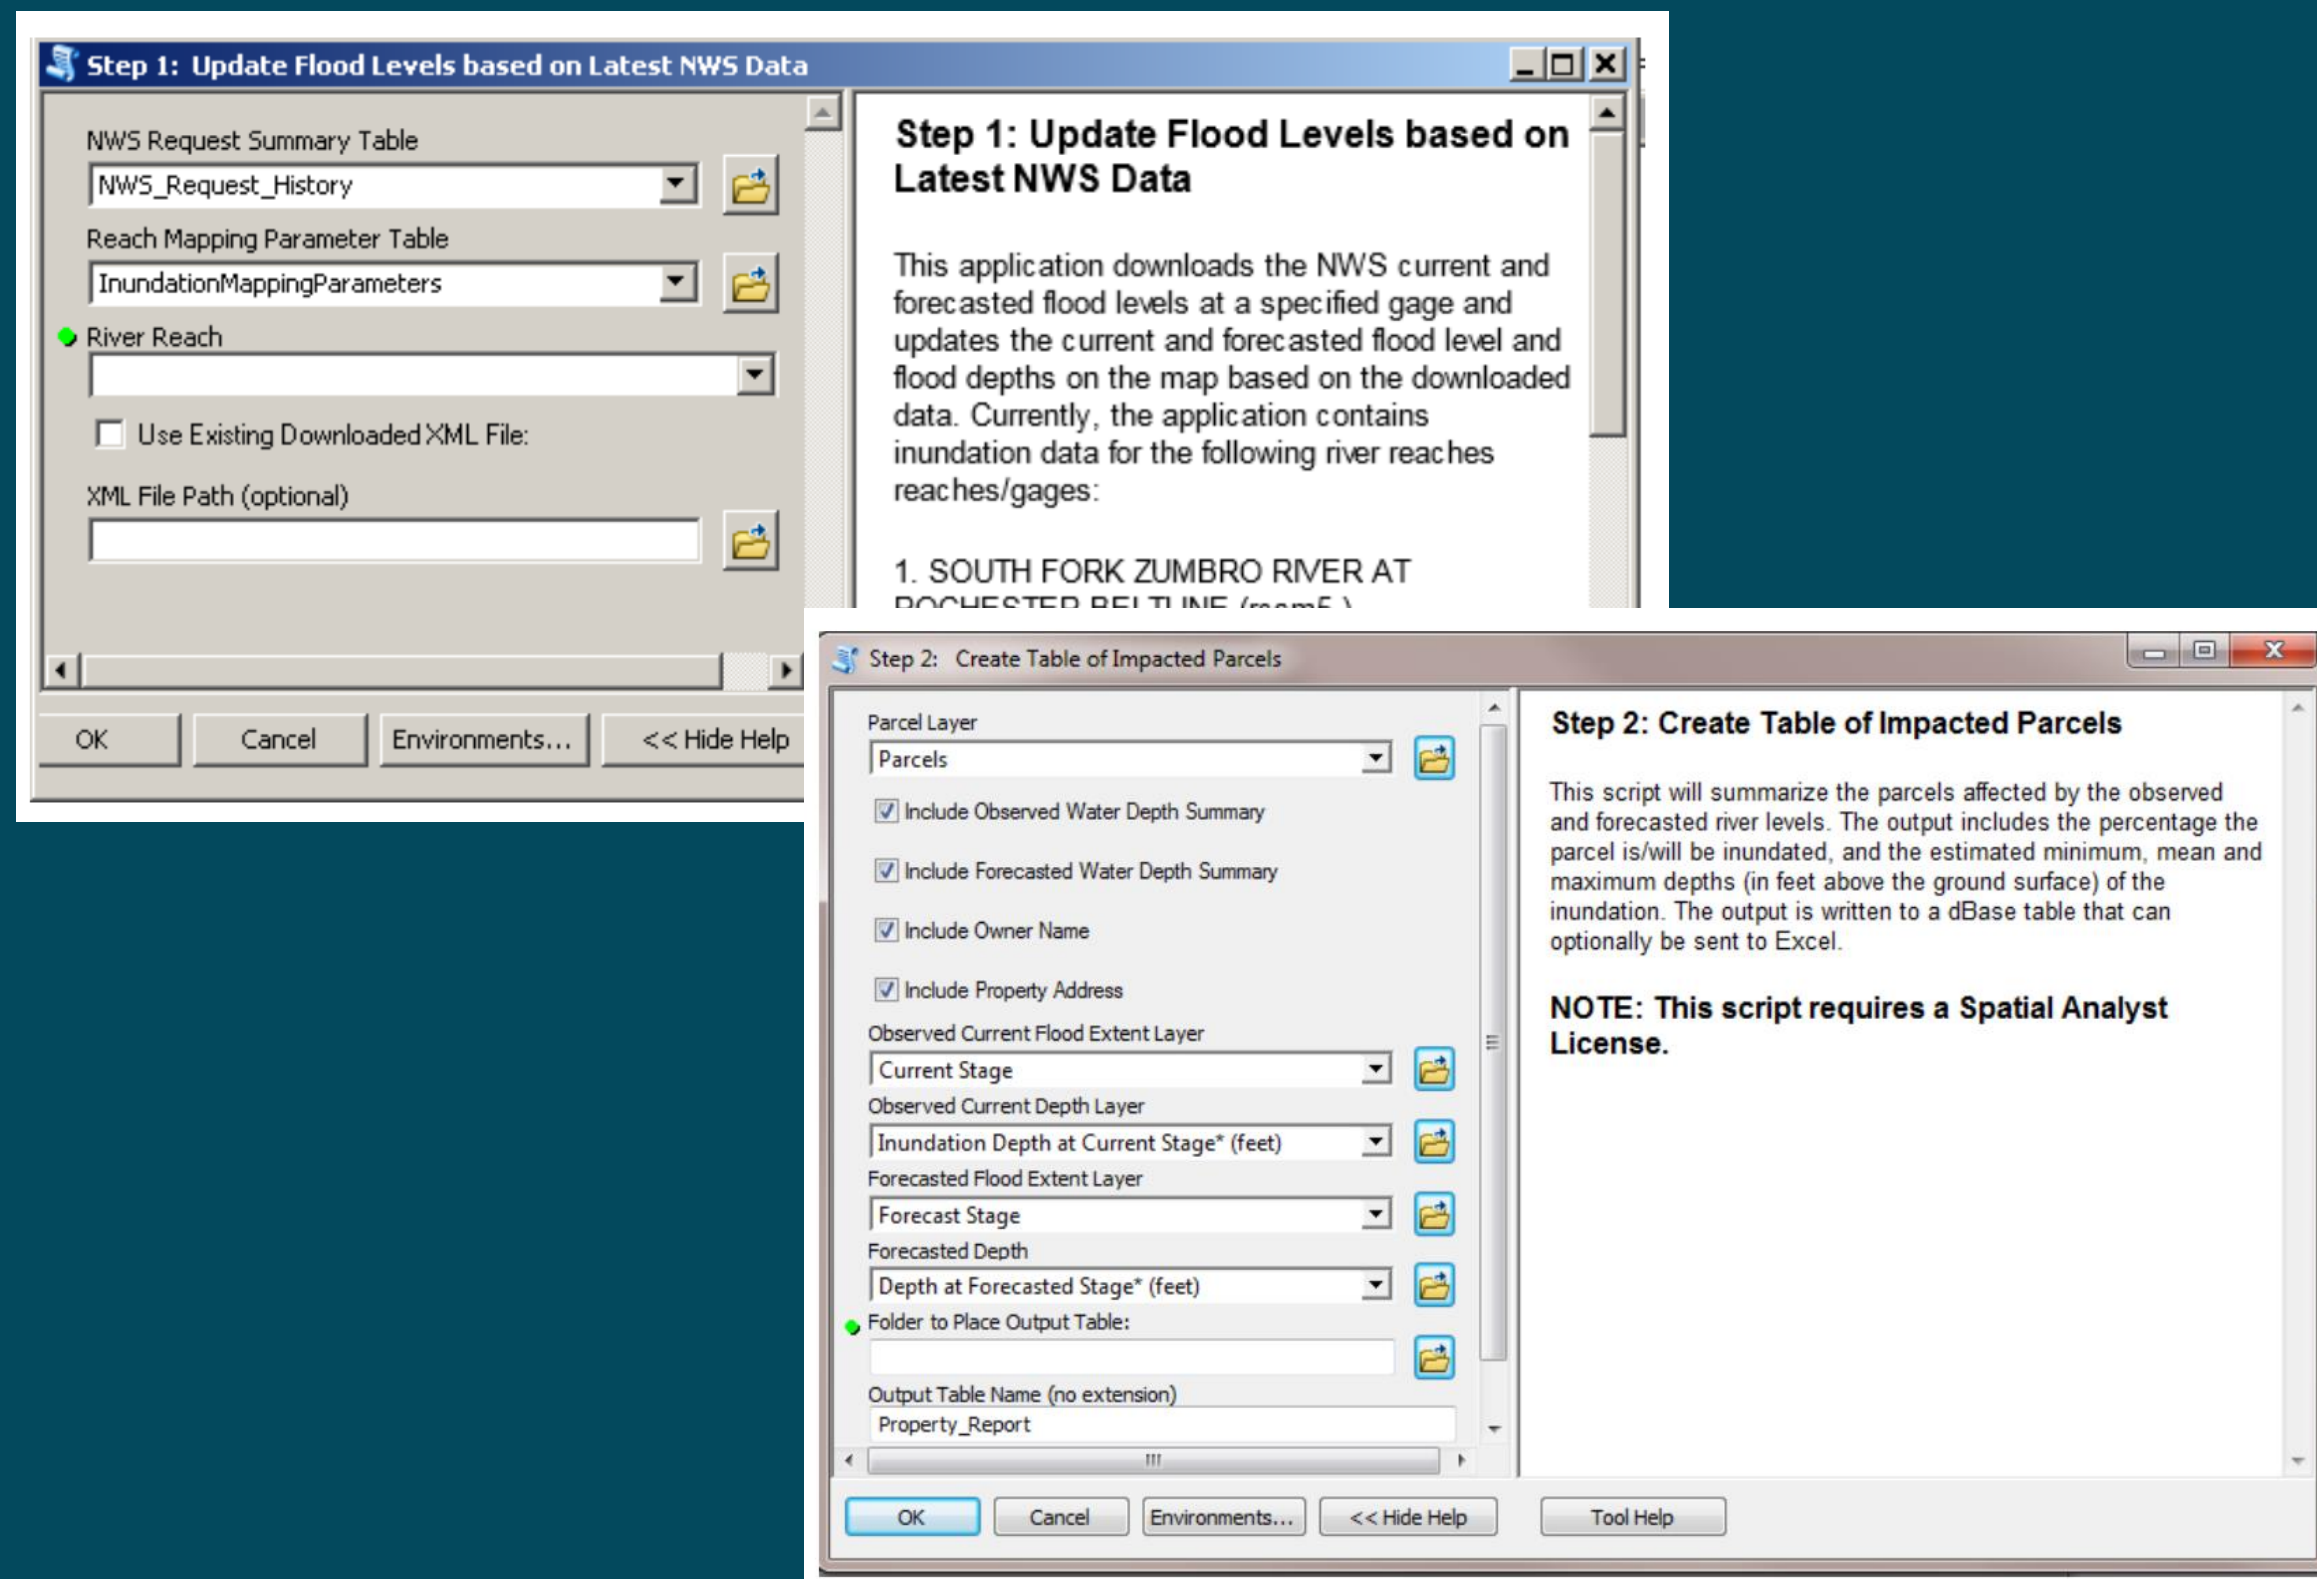 Step 1: Update Flood Levels based on Latest NWS Data
NWS Request Summary Table
NWS_Request_History
Reach Mapping Parameter Table
InundationMappingParameters
River Reach
Use Existing Downloaded XML File:
XML File Path (optional)
OK
Cancel
Environments...
<< Hide Help
Step 1: Update Flood Levels based on
Latest NWS Data
This application downloads the NWS current and
forecasted flood levels at a specified gage and
updates the current and forecasted flood level and
flood depths on the map based on the downloaded
data. Currently, the application contains
inundation data for the following river reaches
reaches/gages:
1. SOUTH FORK ZUMBRO RIVER AT
ROCHESTER BELTLINE
Step 2: Create Table of Impacted Parcels
Parcel Layer
Parcels
Include Observed Water Depth Summary
Include Forecasted Water Depth Summary
Include Owner Name
Include Property Address
Observed Current Flood Extent Layer
Current Stage
Observed Current Depth Layer
Inundation Depth at Current Stage* (feet)
Forecasted Flood Extent Layer
Forecast Stage
Forecasted Depth
Depth at Forecasted Stage* (feet)
Folder to Place Output Table:
Output Table Name (no extension)
Property_Report
OK
Cancel
Environments...
<< Hide Help
Tool Help
Step 2: Create Table of Impacted Parcels
This script will summarize the parcels affected by the observed
and forecasted river levels. The output includes the percentage the
parcel is/will be inundated, and the estimated minimum, mean and
maximum depths (in feet above the ground surface) of the
inundation. The output is written to a dBase table that can
optionally be sent to Excel.
NOTE: This script requires a Spatial Analyst
License.